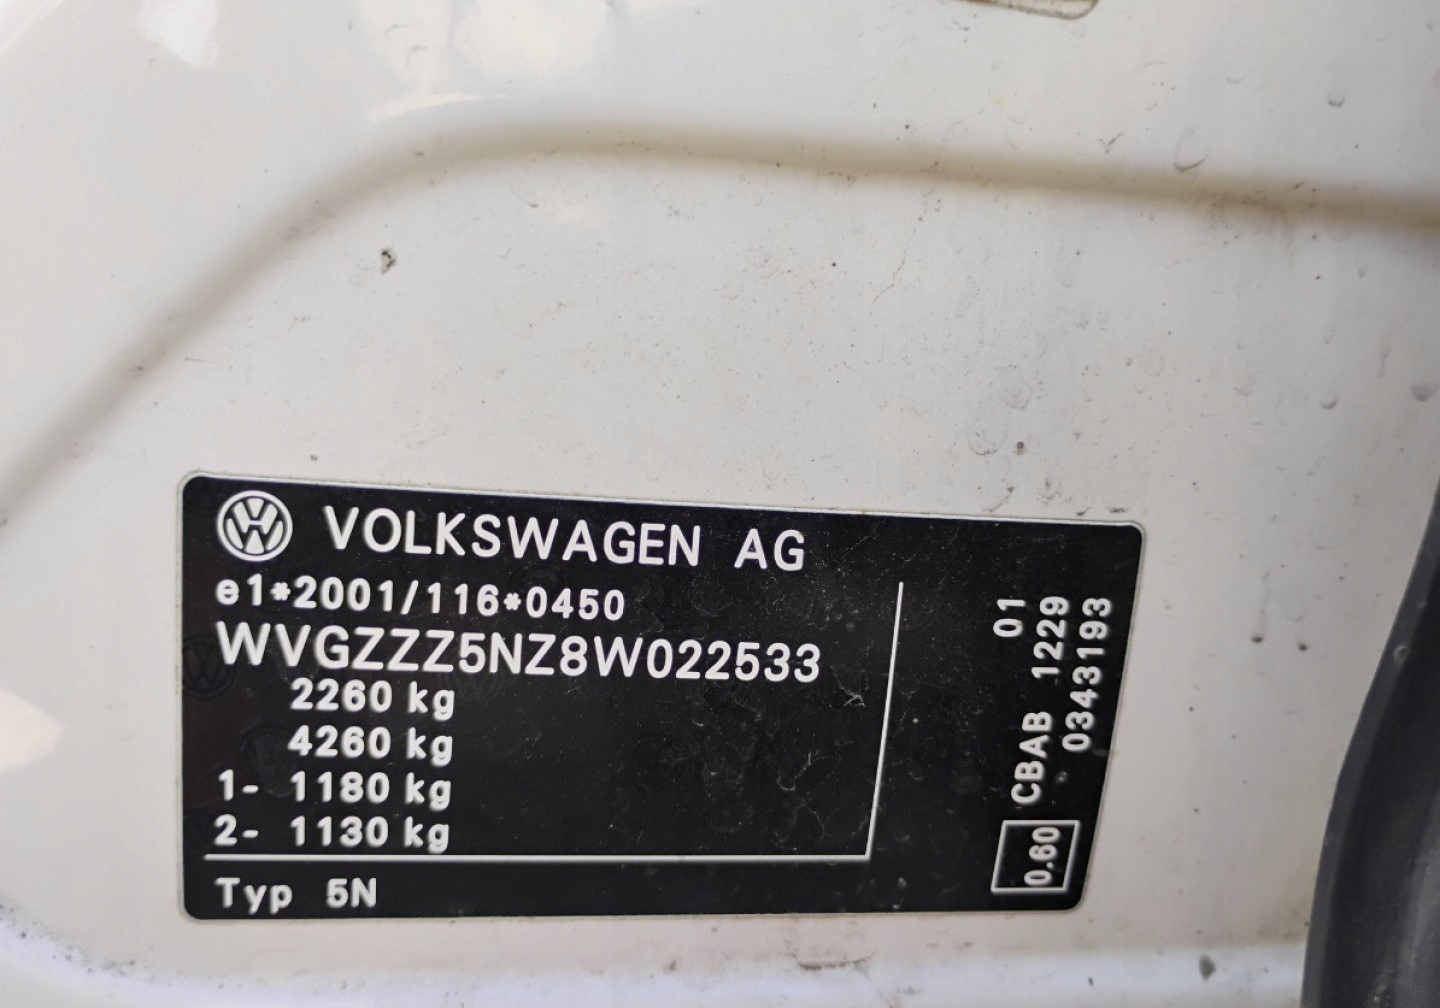 VOLKSWAGEN AG
e1*2001/116*0450
WVGZZZ5NZ8W022533
2260 kg
4260 kg
1- 1180 kg
2- 1130 kg
Typ 5N
01
CBAB 1229
0343193
0.60